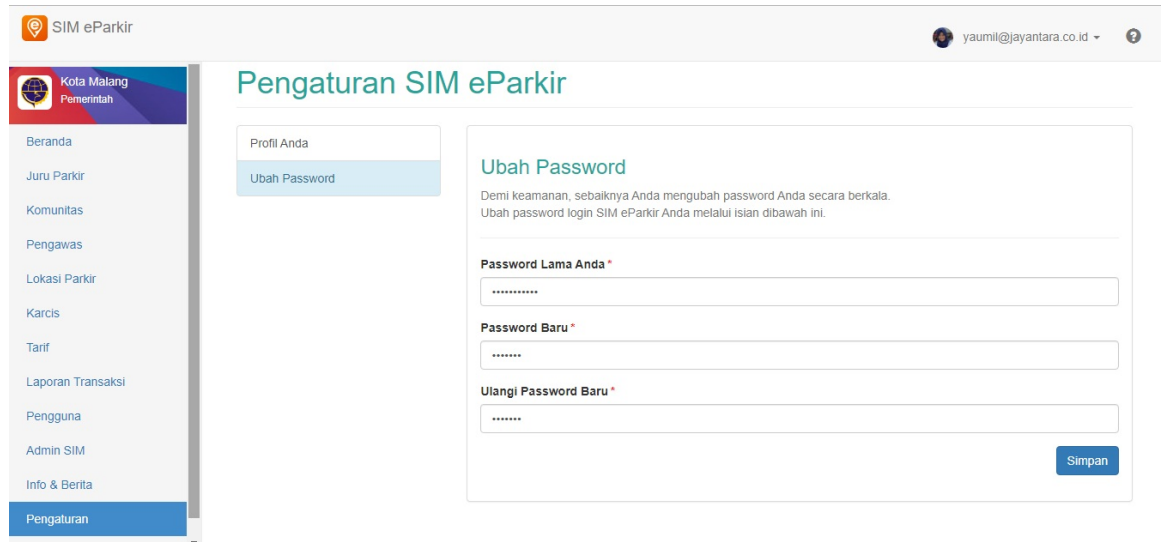 SIM eParkir
yaumil@jayantara.co.id
Kota Malang
Pemerintah
Beranda
Juru Parkir
Komunitas
Pengawas
Lokasi Parkir
Karcis
Tarif
Laporan Transaksi
Pengguna
Admin SIM
Info & Berita
Pengaturan
Pengaturan SIM eParkir
Profil Anda
Ubah Password
Ubah Password
Demi keamanan, sebaiknya Anda mengubah password Anda secara berkala.
Ubah password login SIM eParkir Anda melalui isian dibawah ini.
Password Lama Anda *
•••••••••••
Password Baru *
•••••••
Ulangi Password Baru *
•••••••
Simpan